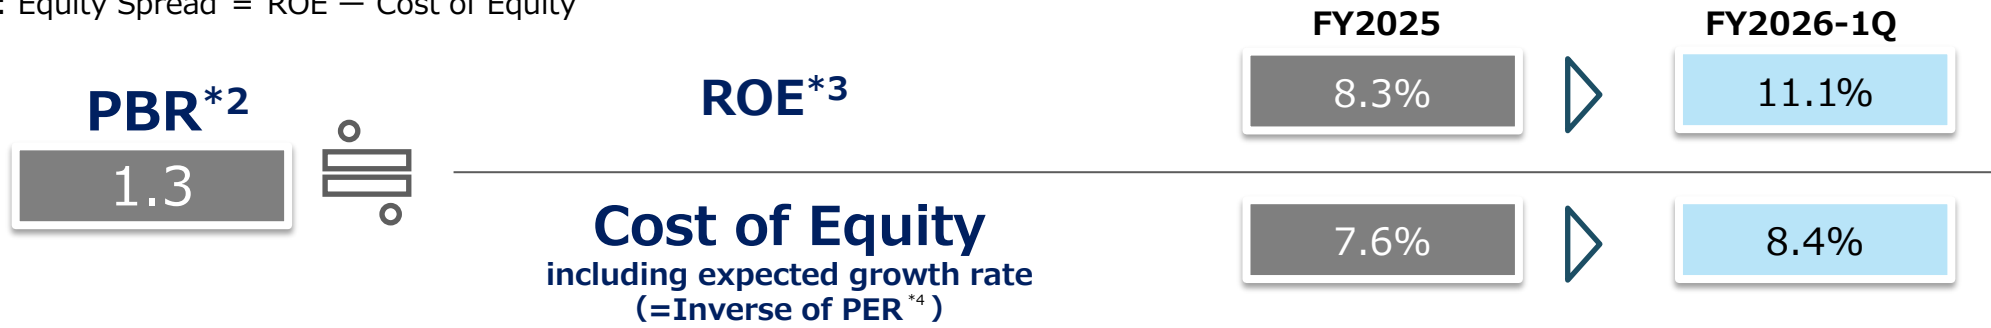 : Equity Spread = ROE ― Cost of Equity
FY2025
FY2026-1Q
PBR*2
1.3
ROE*3
8.3%
11.1%
Cost of Equity
including expected growth rate
(=Inverse of PER *4)
7.6%
8.4%